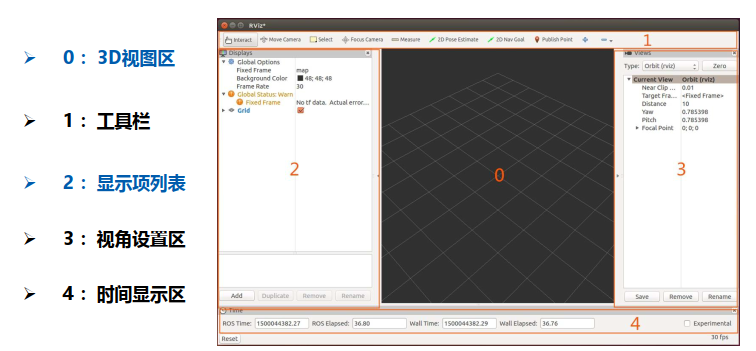 0：3D视图区
1：工具栏
2：显示项列表
3：视角设置区
4：时间显示区
RViz*
Interact Move Camera Select Focus Camera Measure 2D Pose Estimate 2D Nav Goal Publish Point
1
Displays
Global Options
Fixed Frame map
Background Color 48; 48; 48
Frame Rate 30
Global Status: Warn
Fixed Frame No tf data. Actual error...
Grid
2
Add Duplicate Remove Rename
0
Views
Type: Orbit (rviz) Zero
Current View Orbit (rviz)
Near Clip ... 0.01
Target Fra... <Fixed Frame>
Distance 10
Yaw 0.785398
Pitch 0.785398
Focal Point 0; 0; 0
3
Save Remove Rename
Time
ROS Time: 1500044382.27 ROS Elapsed: 36.80 Wall Time: 1500044382.29 Wall Elapsed: 36.76 4 Experimental
Reset 30 fps